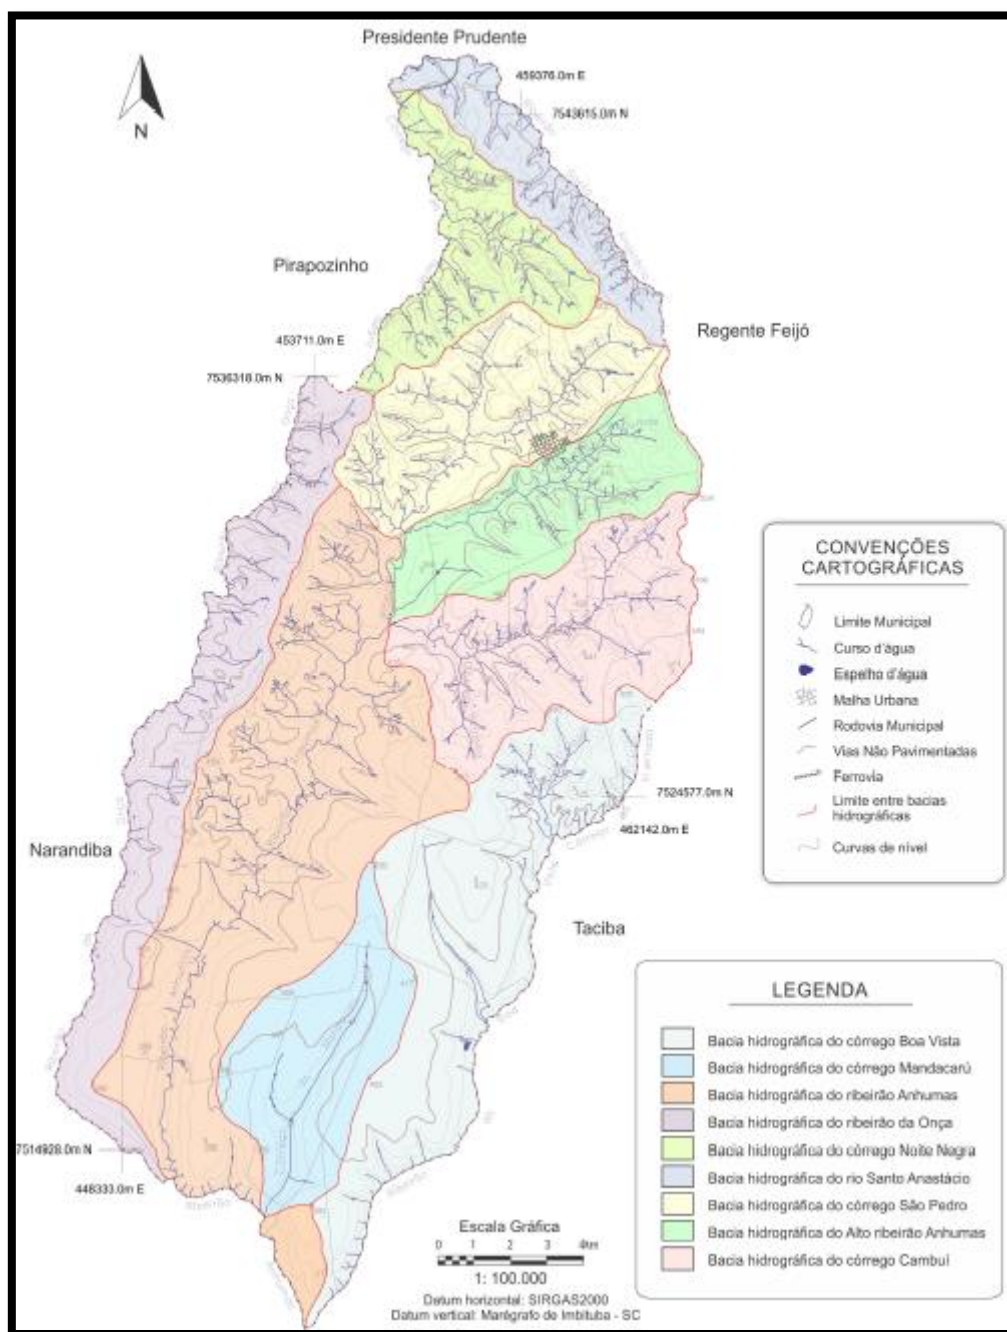 Presidente Prudente
459376.0m E
7543615.0m N
N
Pirapozinho
453711.0m E
Regente Feijó
7536318.0m N
CONVENÇÕES
CARTOGRÁFICAS
Limite Municipal
Curso d'água
Espelho d'água
Malha Urbana
Rodovia Municipal
Vias Não Pavimentadas
Ferrovia
Limite entre bacias
hidrográficas
Curvas de nível
7524577.0m N
462142.0m E
Narandiba
Taciba
LEGENDA
Bacia hidrográfica do córrego Boa Vista
Bacia hidrográfica do córrego Mandacarú
Bacia hidrográfica do ribeirão Anhumas
Bacia hidrográfica do ribeirão da Onça
Bacia hidrográfica do córrego Noite Negra
Bacia hidrográfica do rio Santo Anastácio
Bacia hidrográfica do córrego São Pedro
Bacia hidrográfica do Alto ribeirão Anhumas
Bacia hidrográfica do córrego Cambuí
7514928.0m N
448333.0m E
Ribeirão
Ribeirão
Escala Gráfica
0 1 2 3 4km
1: 100.000
Datum horizontal: SIRGAS2000
Datum vertical: Marégrafo de Imbituba - SC